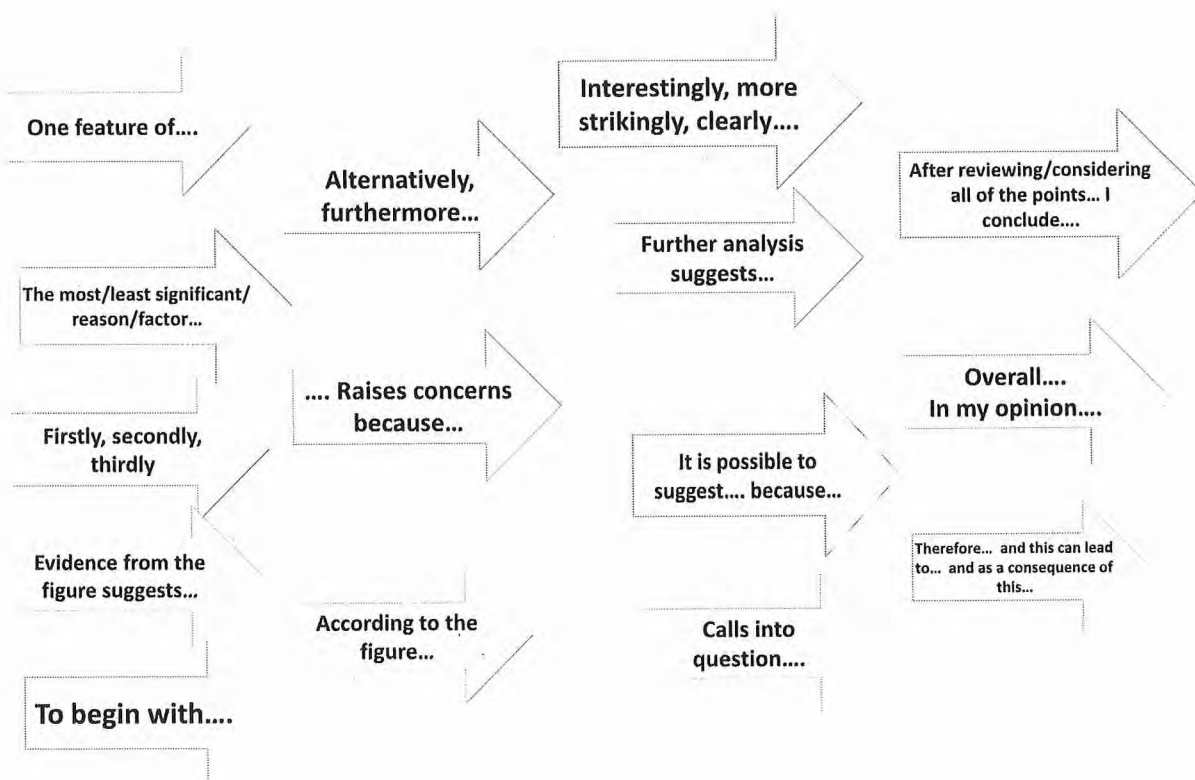 One feature of....
The most/least significant/
reason/factor...
Firstly, secondly,
thirdly
Evidence from the
figure suggests...
To begin with....
Alternatively,
furthermore...
.... Raises concerns
because...
According to the
figure...
Interestingly, more
strikingly, clearly....
Further analysis
suggests...
It is possible to
suggest.... because...
Calls into
question....
After reviewing/considering
all of the points... I
conclude....
Overall....
In my opinion....
Therefore... and this can lead
to... and as a consequence of
this...